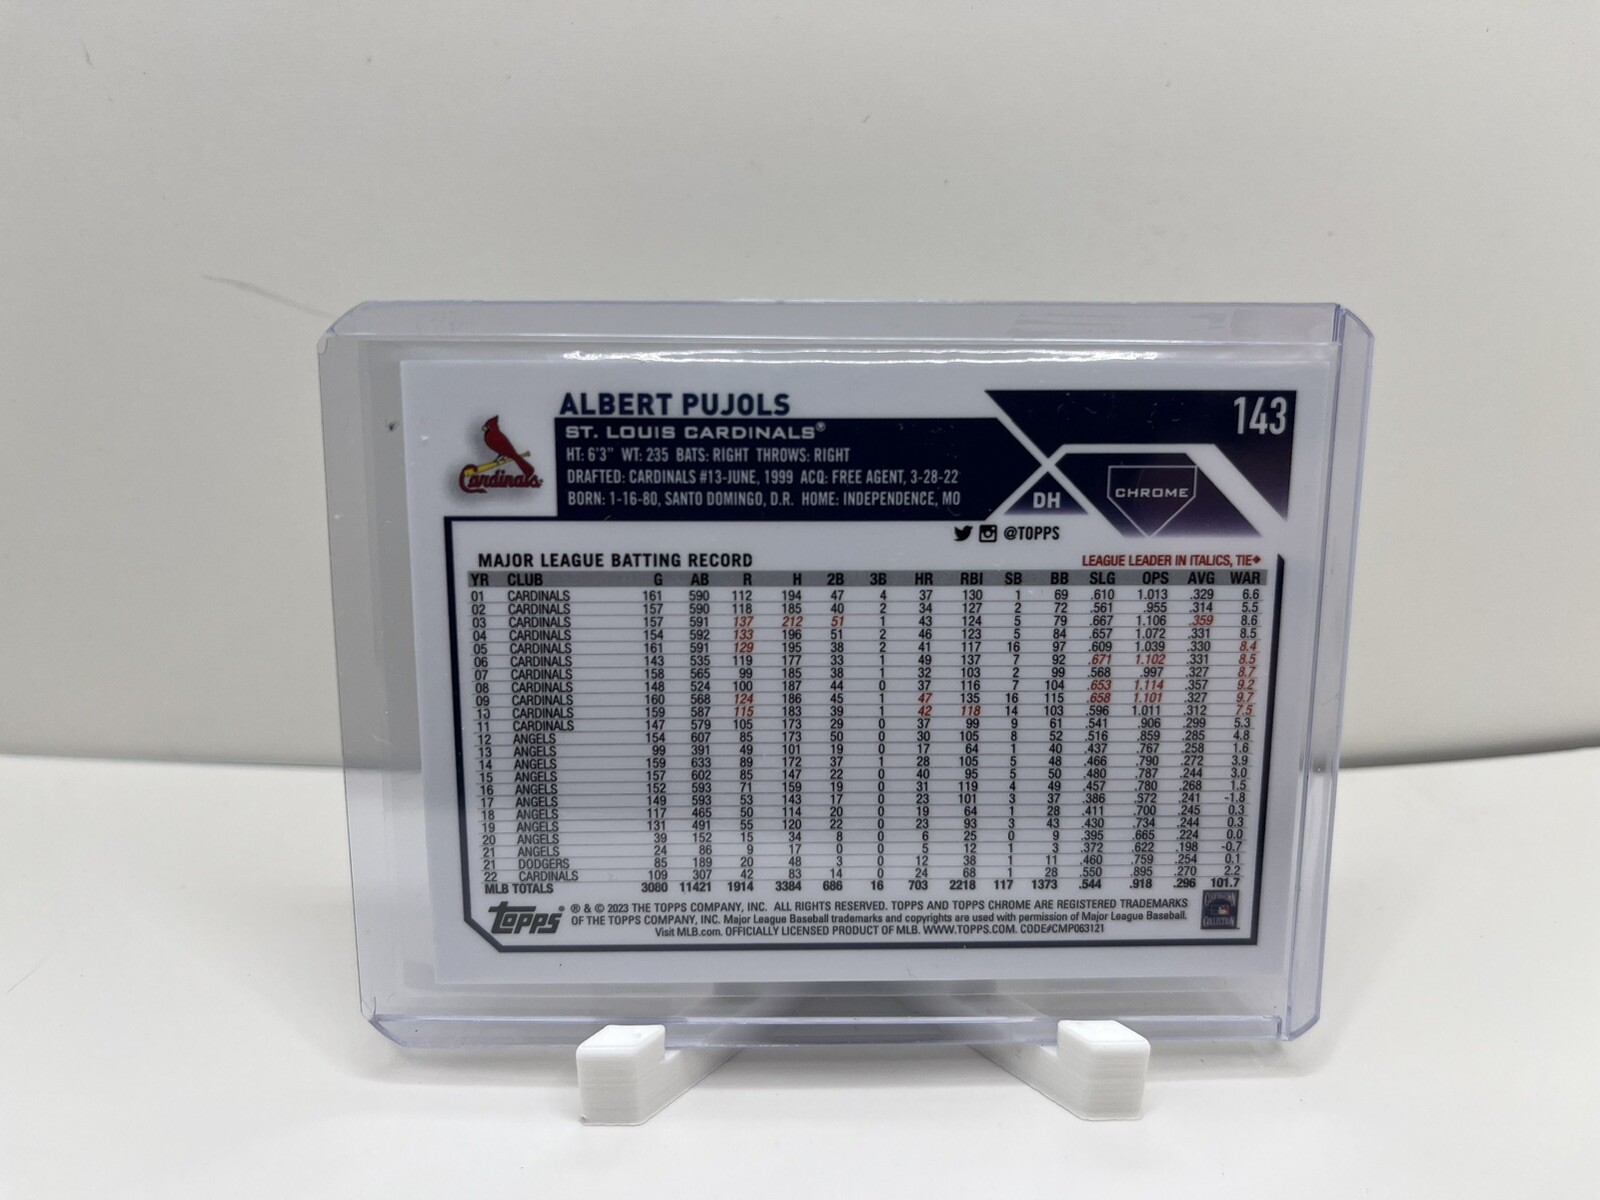 ALBERT PUJOLS
143
ST. LOUIS CARDINALS®
HT: 6'3" WT: 235 BATS: RIGHT THROWS: RIGHT
DRAFTED: CARDINALS #13-JUNE, 1999 ACQ: FREE AGENT, 3-28-22
BORN: 1-16-80, SANTO DOMINGO, D.R. HOME: INDEPENDENCE, MO
Cardinals
DH
CHROME
@TOPPS
MAJOR LEAGUE BATTING RECORD LEAGUE LEADER IN ITALICS, TIE◆
YR CLUB G AB R H 2B 3B HR RBI SB BB SLG OPS AVG WAR
01 CARDINALS 161 590 112 194 47 4 37 130 1 69 .610 1.013 .329 6.6
02 CARDINALS 157 590 118 185 40 2 34 127 2 72 .561 .955 .314 5.5
03 CARDINALS 157 591 137 212 51 1 43 124 5 79 .667 1.106 .359 8.6
04 CARDINALS 154 592 133 196 51 2 46 123 5 84 .657 1.072 .331 8.5
05 CARDINALS 161 591 129 195 38 2 41 117 16 97 .609 1.039 .330 8.4
06 CARDINALS 143 535 119 177 33 1 49 137 7 92 .671 1.102 .331 8.5
07 CARDINALS 158 565 99 185 38 1 32 103 2 99 .568 .997 .327 8.7
08 CARDINALS 148 524 100 187 44 0 37 116 7 104 .653 1.114 .357 9.2
09 CARDINALS 160 568 124 186 45 1 47 135 16 115 .658 1.101 .327 9.7
10 CARDINALS 159 587 115 183 39 1 42 118 14 103 .596 1.011 .312 7.5
11 CARDINALS 147 579 105 173 29 0 37 99 9 61 .541 .906 .299 5.3
12 ANGELS 154 607 85 173 50 0 30 105 8 52 .516 .859 .285 4.8
13 ANGELS 99 391 49 101 19 0 17 64 1 40 .437 .767 .258 1.6
14 ANGELS 159 633 89 172 37 1 28 105 5 48 .466 .790 .272 3.9
15 ANGELS 157 602 85 147 22 0 40 95 5 50 .480 .787 .244 3.0
16 ANGELS 152 593 71 159 19 0 31 119 4 49 .457 .780 .268 1.5
17 ANGELS 149 593 53 143 17 0 23 101 3 37 .386 .672 .241 -1.8
18 ANGELS 117 465 50 114 20 0 19 64 1 28 .411 .700 .245 0.3
19 ANGELS 131 491 55 120 22 0 23 93 3 43 .430 .734 .244 0.3
20 ANGELS 39 152 15 34 8 0 6 25 0 9 .395 .665 .224 0.0
21 ANGELS 24 86 9 17 0 0 5 12 1 3 .372 .622 .198 -0.7
21 DODGERS 85 189 20 48 3 0 12 38 1 11 .460 .759 .254 0.1
22 CARDINALS 109 307 42 83 14 0 24 68 1 28 .550 .895 .270 2.2
MLB TOTALS 3080 11421 1914 3384 686 16 703 2218 117 1373 .544 .918 .296 101.7
topps® ® & © 2023 THE TOPPS COMPANY, INC. ALL RIGHTS RESERVED. TOPPS AND TOPPS CHROME ARE REGISTERED TRADEMARKS
OF THE TOPPS COMPANY, INC. Major League Baseball trademarks and copyrights are used with permission of Major League Baseball.
Visit MLB.com. OFFICIALLY LICENSED PRODUCT OF MLB. WWW.TOPPS.COM. CODE#CMP063121